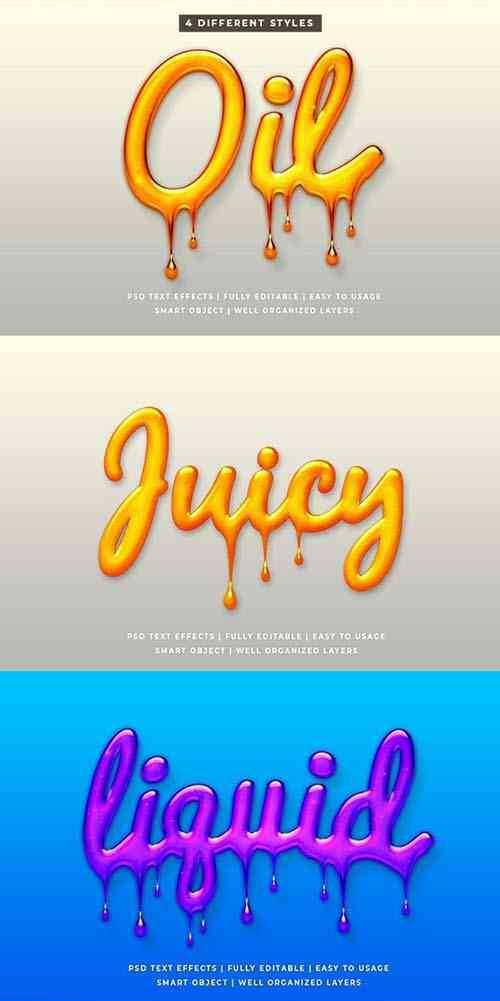 4 DIFFERENT STYLES
Oil
PSD TEXT EFFECTS | FULLY EDITABLE | EASY TO USAGE
SMART OBJECT | WELL ORGANIZED LAYERS
Juicy
PSD TEXT EFFECTS | FULLY EDITABLE | EASY TO USAGE
SMART OBJECT | WELL ORGANIZED LAYERS
liquid
PSD TEXT EFFECTS | FULLY EDITABLE | EASY TO USAGE
SMART OBJECT | WELL ORGANIZED LAYERS